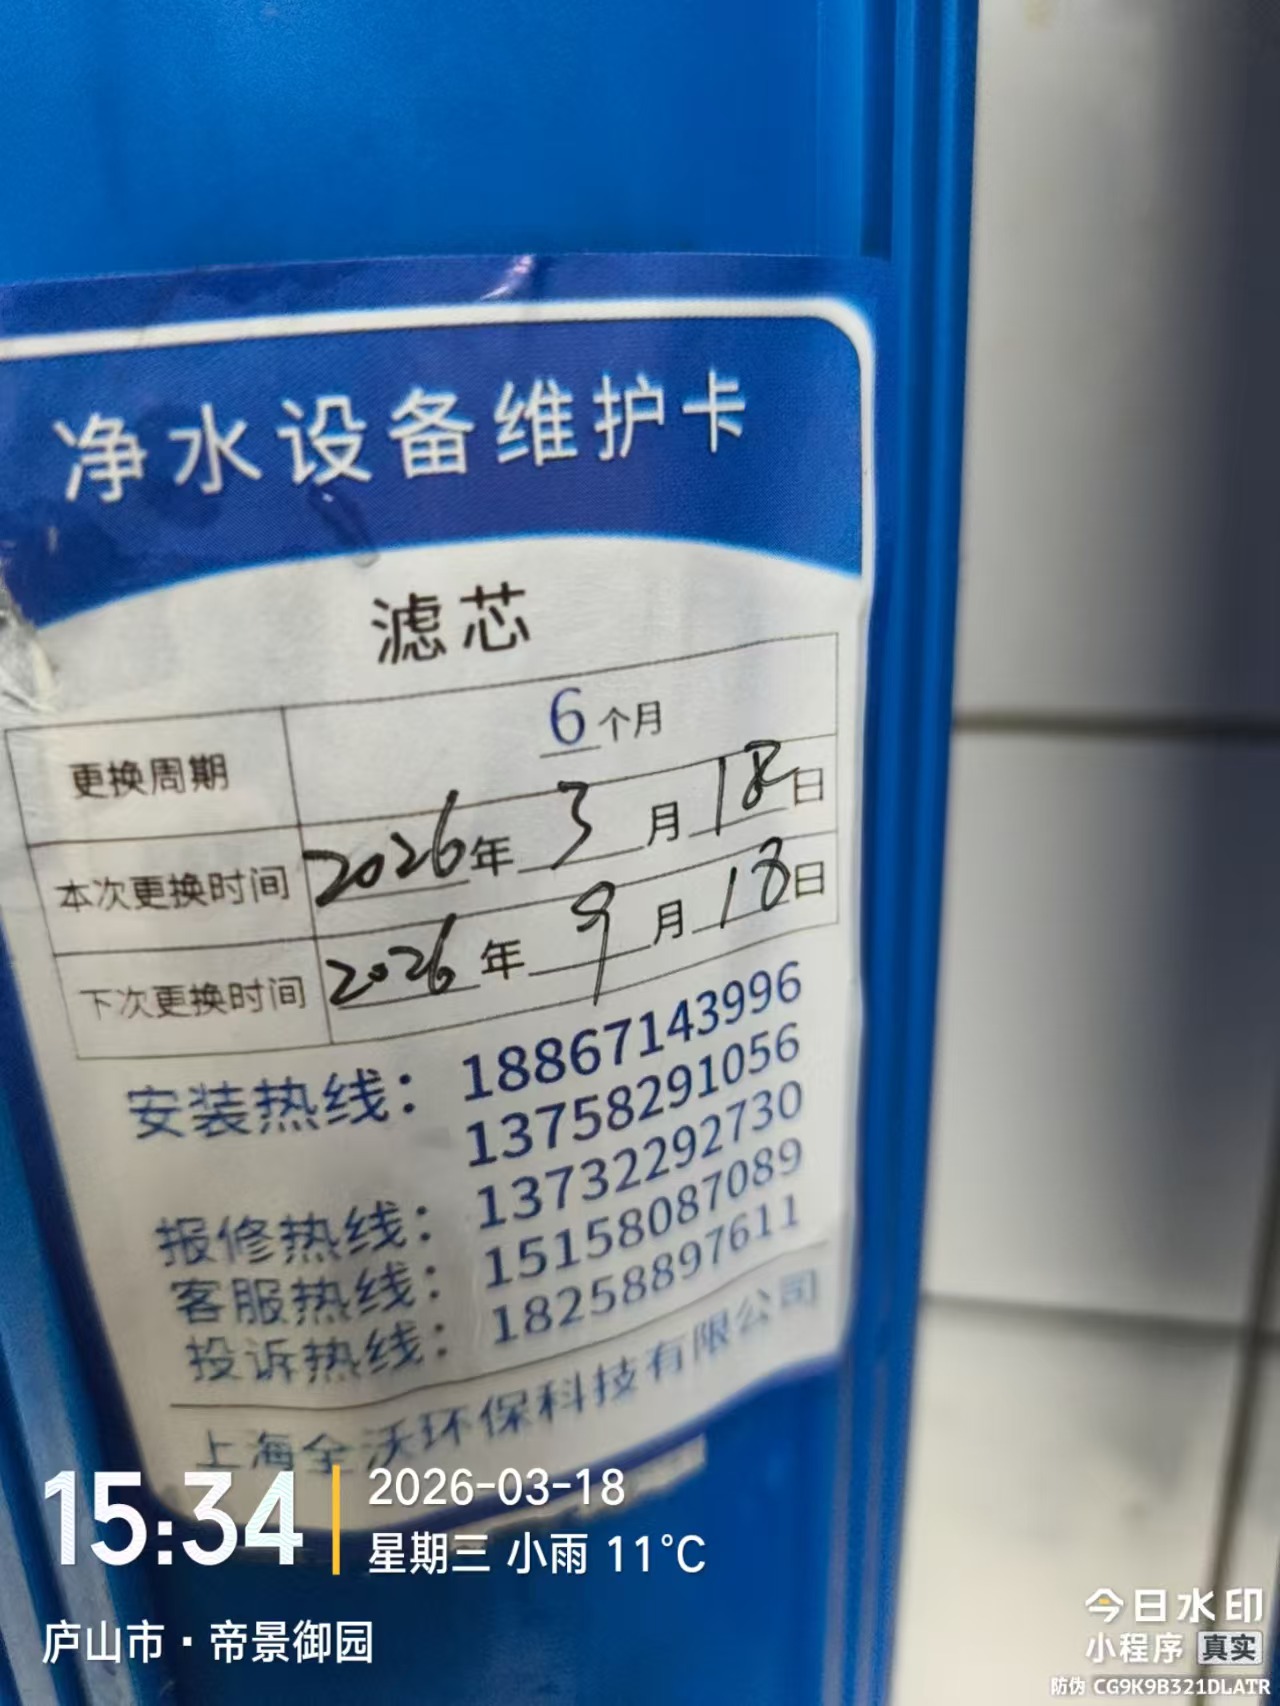 净水设备维护卡
滤芯
更换周期 6个月
本次更换时间 2026年3月18日
下次更换时间 2026年9月18日
安装热线：18867143996
13758291056
报修热线：13732292730
客服热线：15158087089
投诉热线：18258897611
上海全沃环保科技有限公司
15:34
2026-03-18
星期三 小雨 11°C
庐山市·帝景御园
今日水印
小程序 真实
防伪 CG9K9B321DLATR